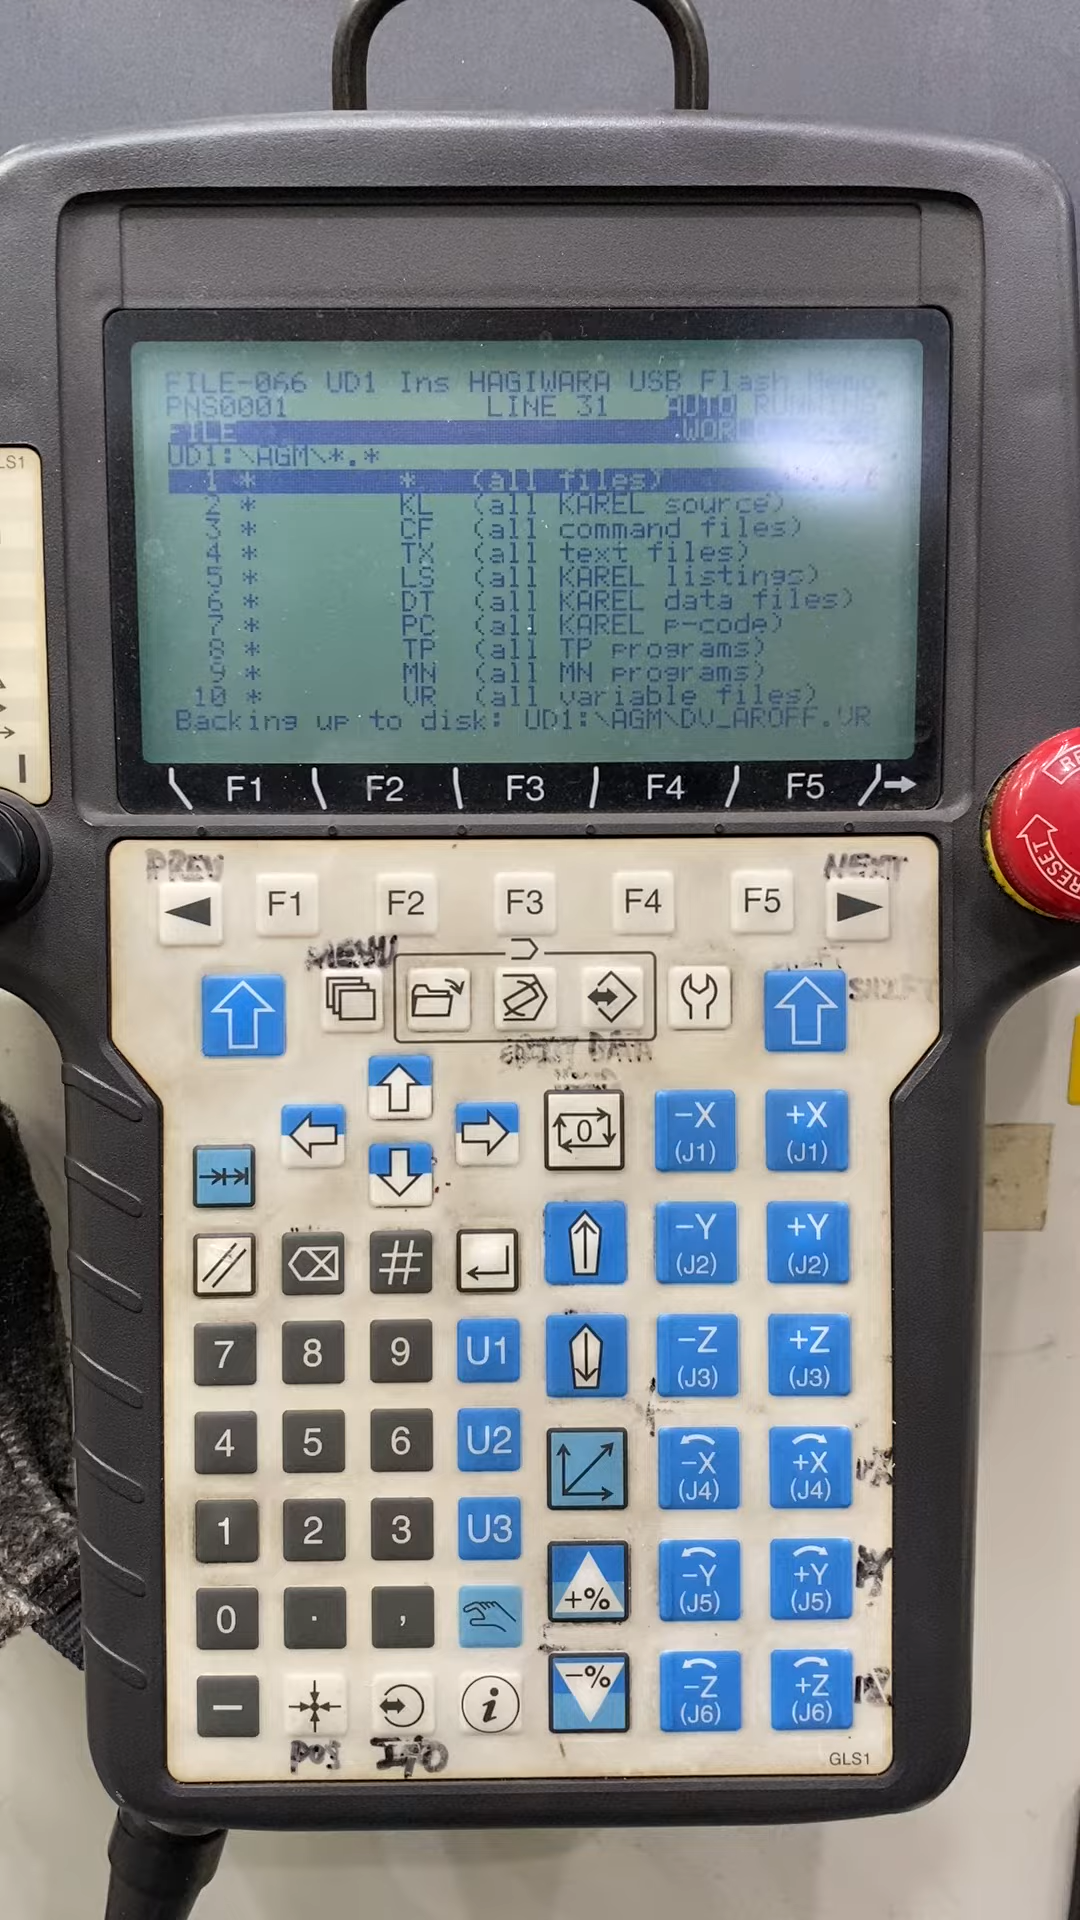 FILE-066 UD1 Ins HAGIWARA USB Flash Memo
PNS0001 LINE 31 AUTO RUNNING
FILE WORLD
UD1:\AGM\*.*
1 * * (all files)
2 * KL (all KAREL source)
3 * CF (all command files)
4 * TX (all text files)
5 * LS (all KAREL listings)
6 * DT (all KAREL data files)
7 * PC (all KAREL p-code)
8 * TP (all TP programs)
9 * MN (all MN programs)
10 * VR (all variable files)
Backing up to disk: UD1:\AGM\DV_AROFF.VR
F1 F2 F3 F4 F5
PREV NEXT
F1 F2 F3 F4 F5
MENU
SHIFT
SHIFT
DATA
0 -X (J1) +X (J1)
-Y (J2) +Y (J2)
#
7 8 9 U1 -Z (J3) +Z (J3)
4 5 6 U2 -X (J4) +X (J4)
1 2 3 U3
0 . , +% -Y (J5) +Y (J5)
- i -% -Z (J6) +Z (J6)
POS I/O
GLS1
LS1
RESET
RE